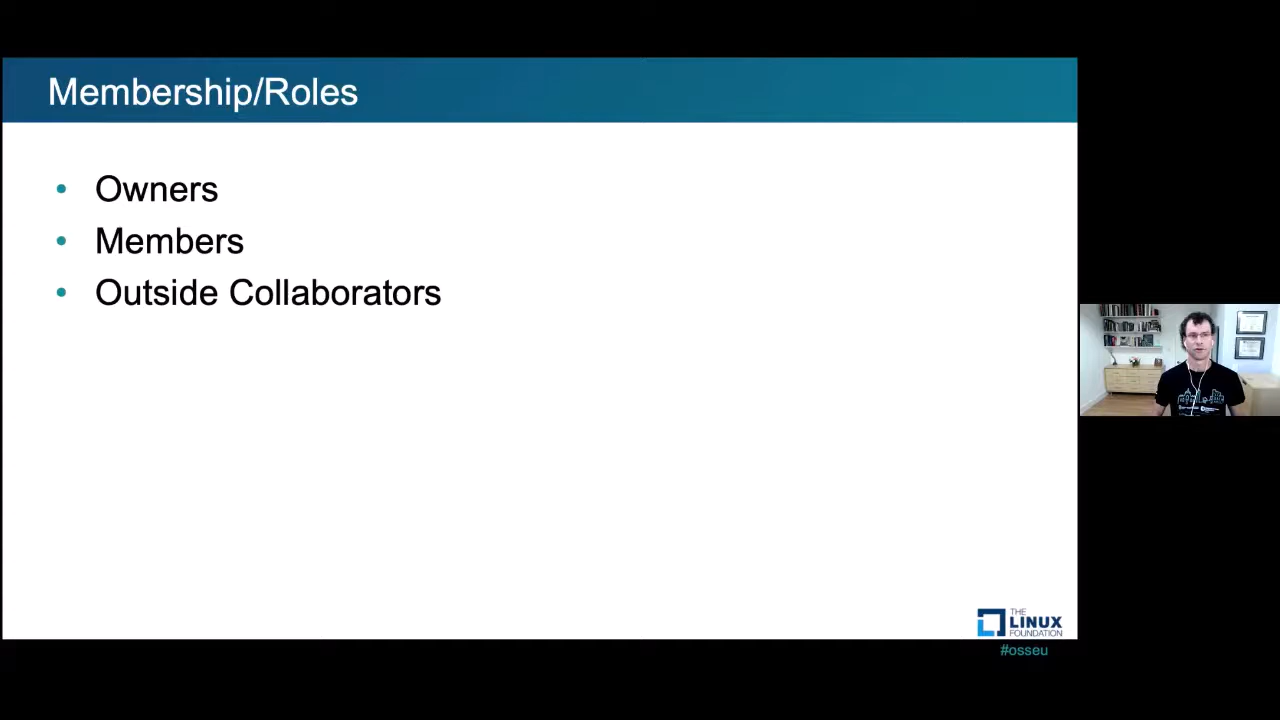 Membership/Roles
• Owners
• Members
• Outside Collaborators
THE
LINUX
FOUNDATION
#osseu